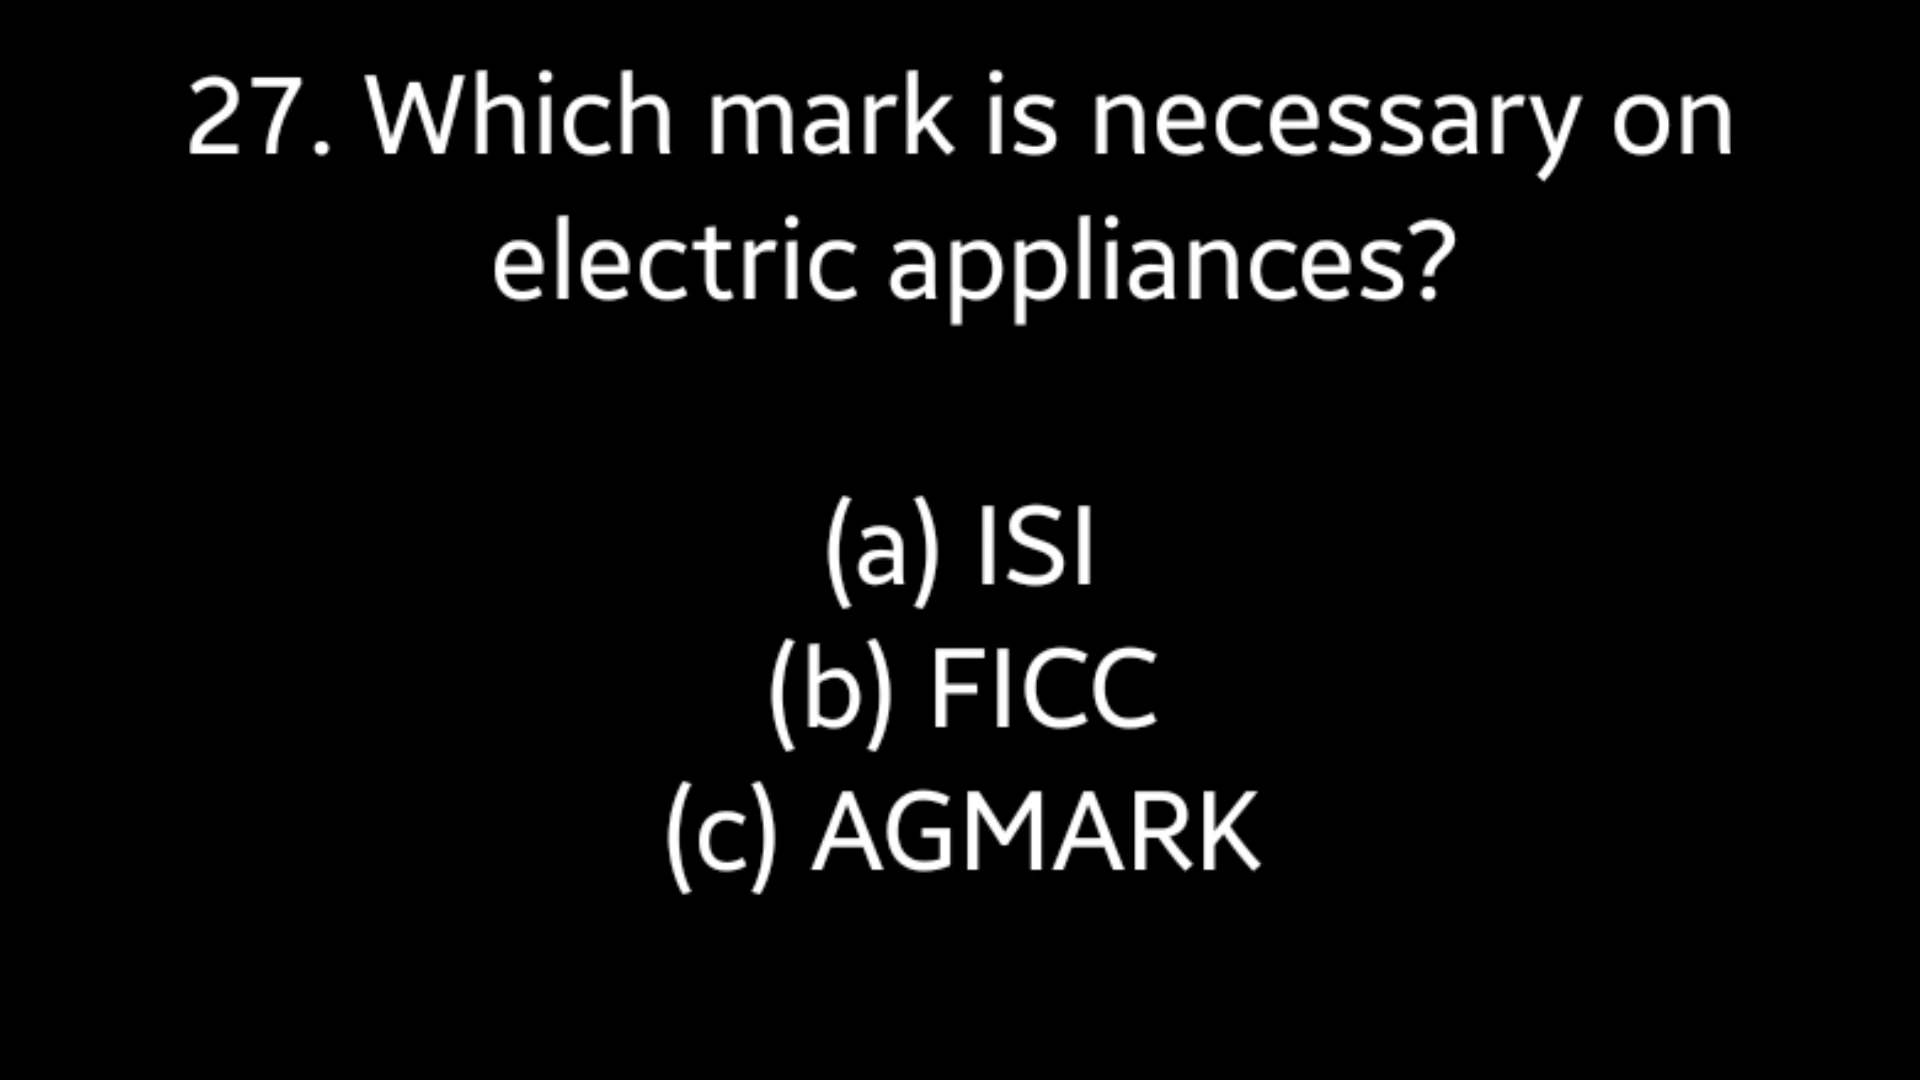 27. Which mark is necessary on
electric appliances?
(a) ISI
(b) FICC
(c) AGMARK